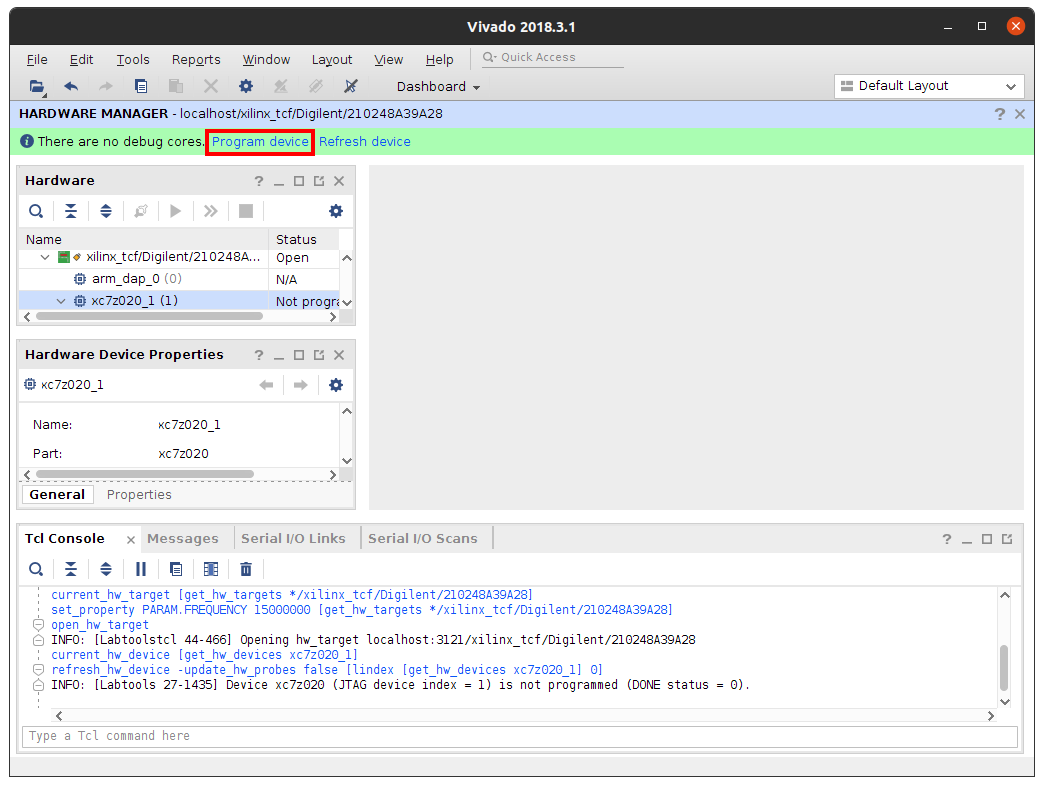 Vivado 2018.3.1
File Edit Tools Reports Window Layout View Help Quick Access
Dashboard Default Layout
HARDWARE MANAGER - localhost/xilinx_tcf/Digilent/210248A39A28
There are no debug cores. Program device Refresh device
Hardware
Name Status
xilinx_tcf/Digilent/210248A... Open
arm_dap_0 (0) N/A
xc7z020_1 (1) Not progra
Hardware Device Properties
xc7z020_1
Name: xc7z020_1
Part: xc7z020
General Properties
Tcl Console Messages Serial I/O Links Serial I/O Scans
current_hw_target [get_hw_targets */xilinx_tcf/Digilent/210248A39A28]
set_property PARAM.FREQUENCY 15000000 [get_hw_targets */xilinx_tcf/Digilent/210248A39A28]
open_hw_target
INFO: [Labtoolstcl 44-466] Opening hw_target localhost:3121/xilinx_tcf/Digilent/210248A39A28
current_hw_device [get_hw_devices xc7z020_1]
refresh_hw_device -update_hw_probes false [lindex [get_hw_devices xc7z020_1] 0]
INFO: [Labtools 27-1435] Device xc7z020 (JTAG device index = 1) is not programmed (DONE status = 0).
Type a Tcl command here